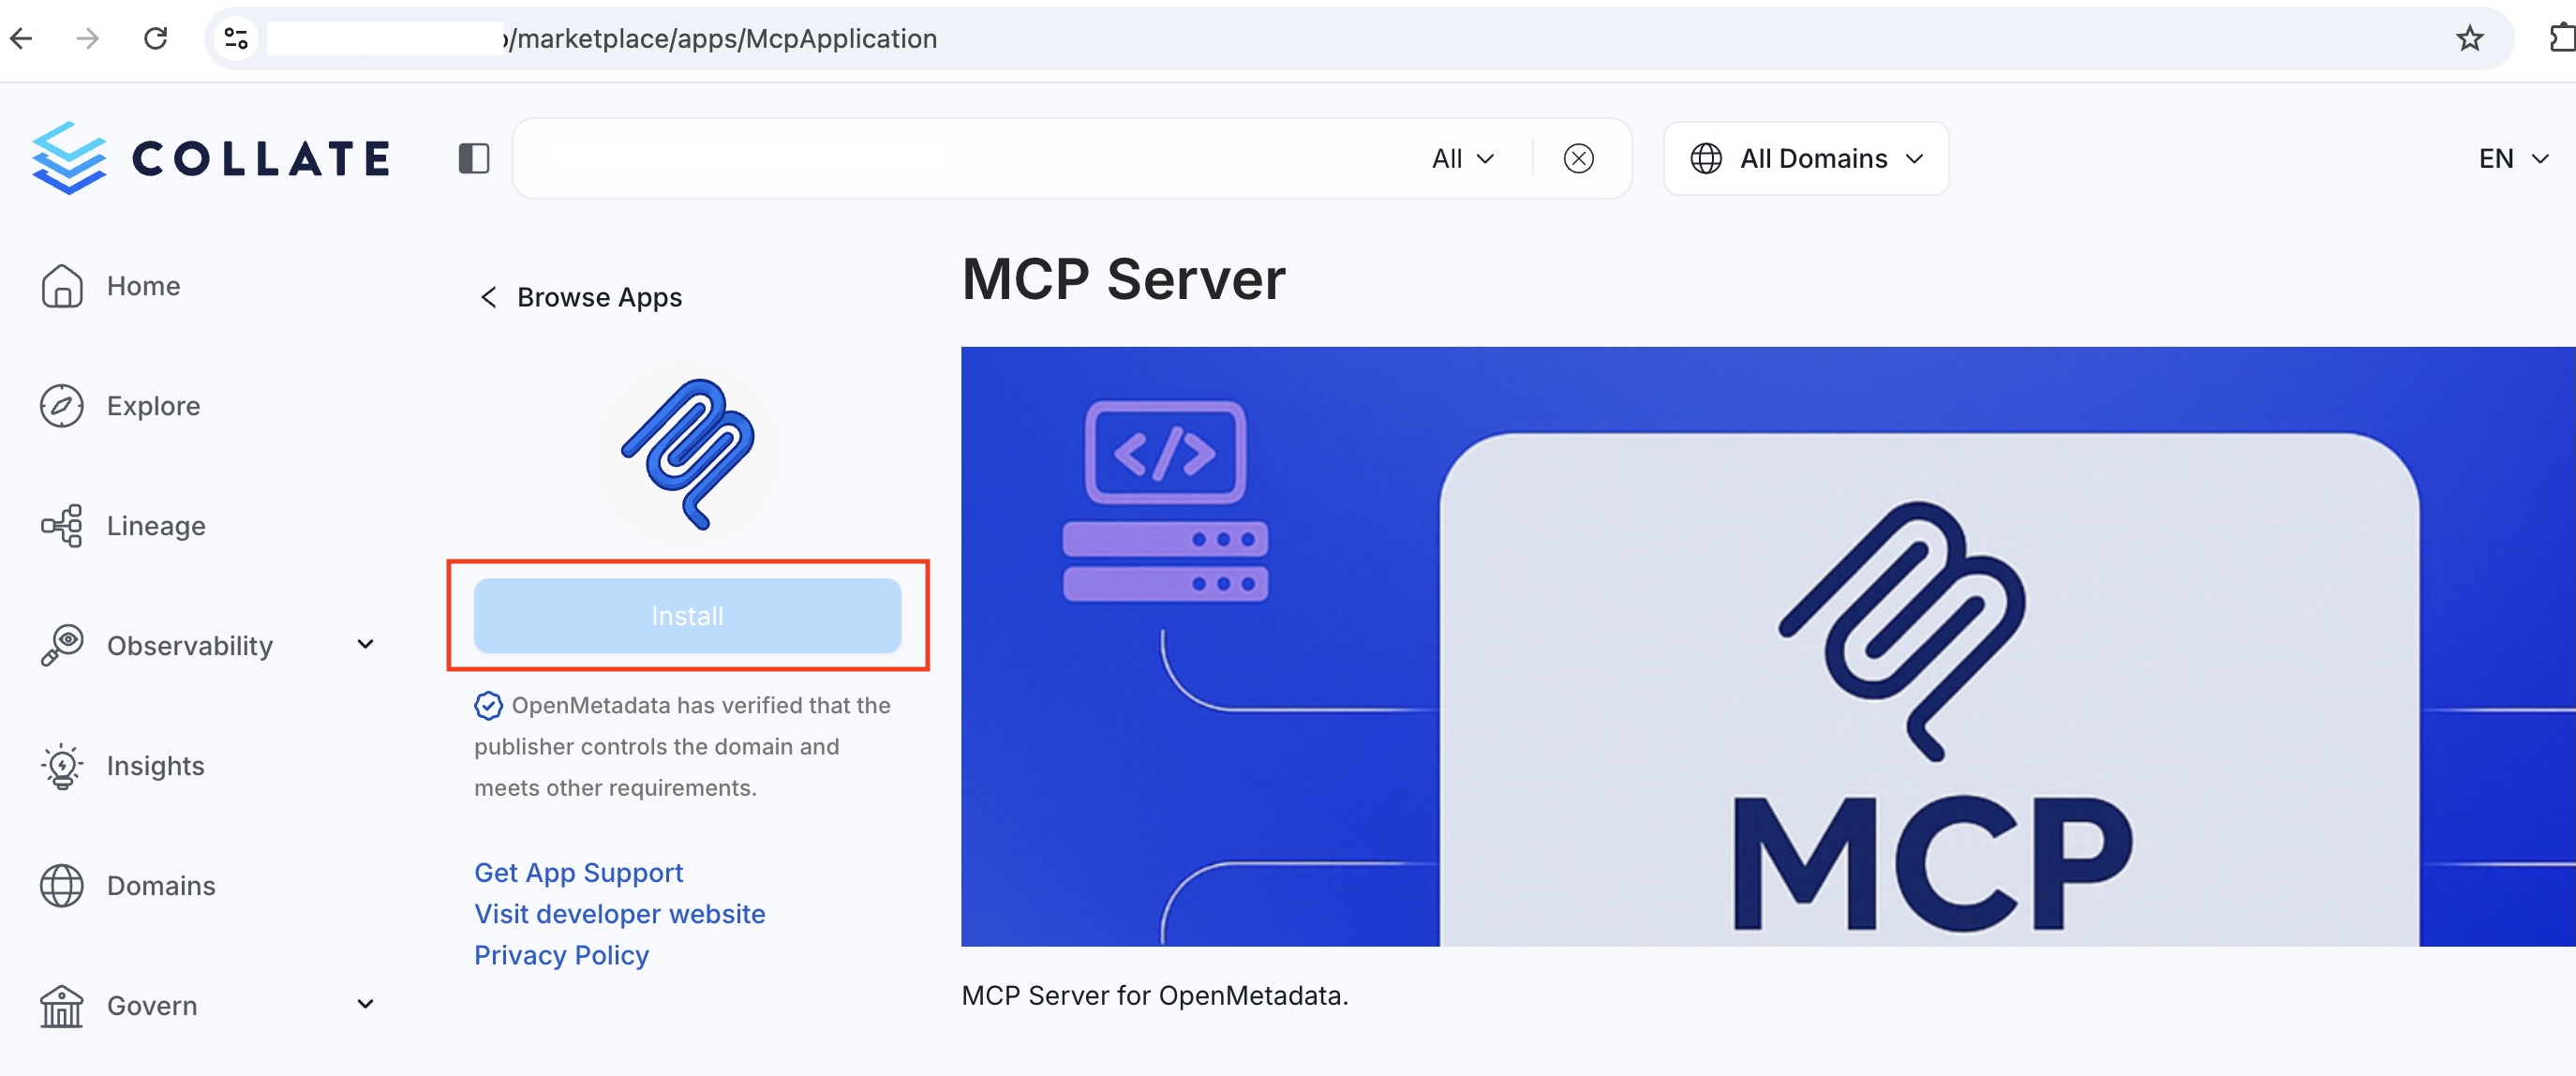 /marketplace/apps/McpApplication
COLLATE
All
All Domains
EN
Home
Explore
Lineage
Observability
Insights
Domains
Govern
Browse Apps
Install
OpenMetadata has verified that the
publisher controls the domain and
meets other requirements.
Get App Support
Visit developer website
Privacy Policy
MCP Server
</>
MCP
MCP Server for OpenMetadata.